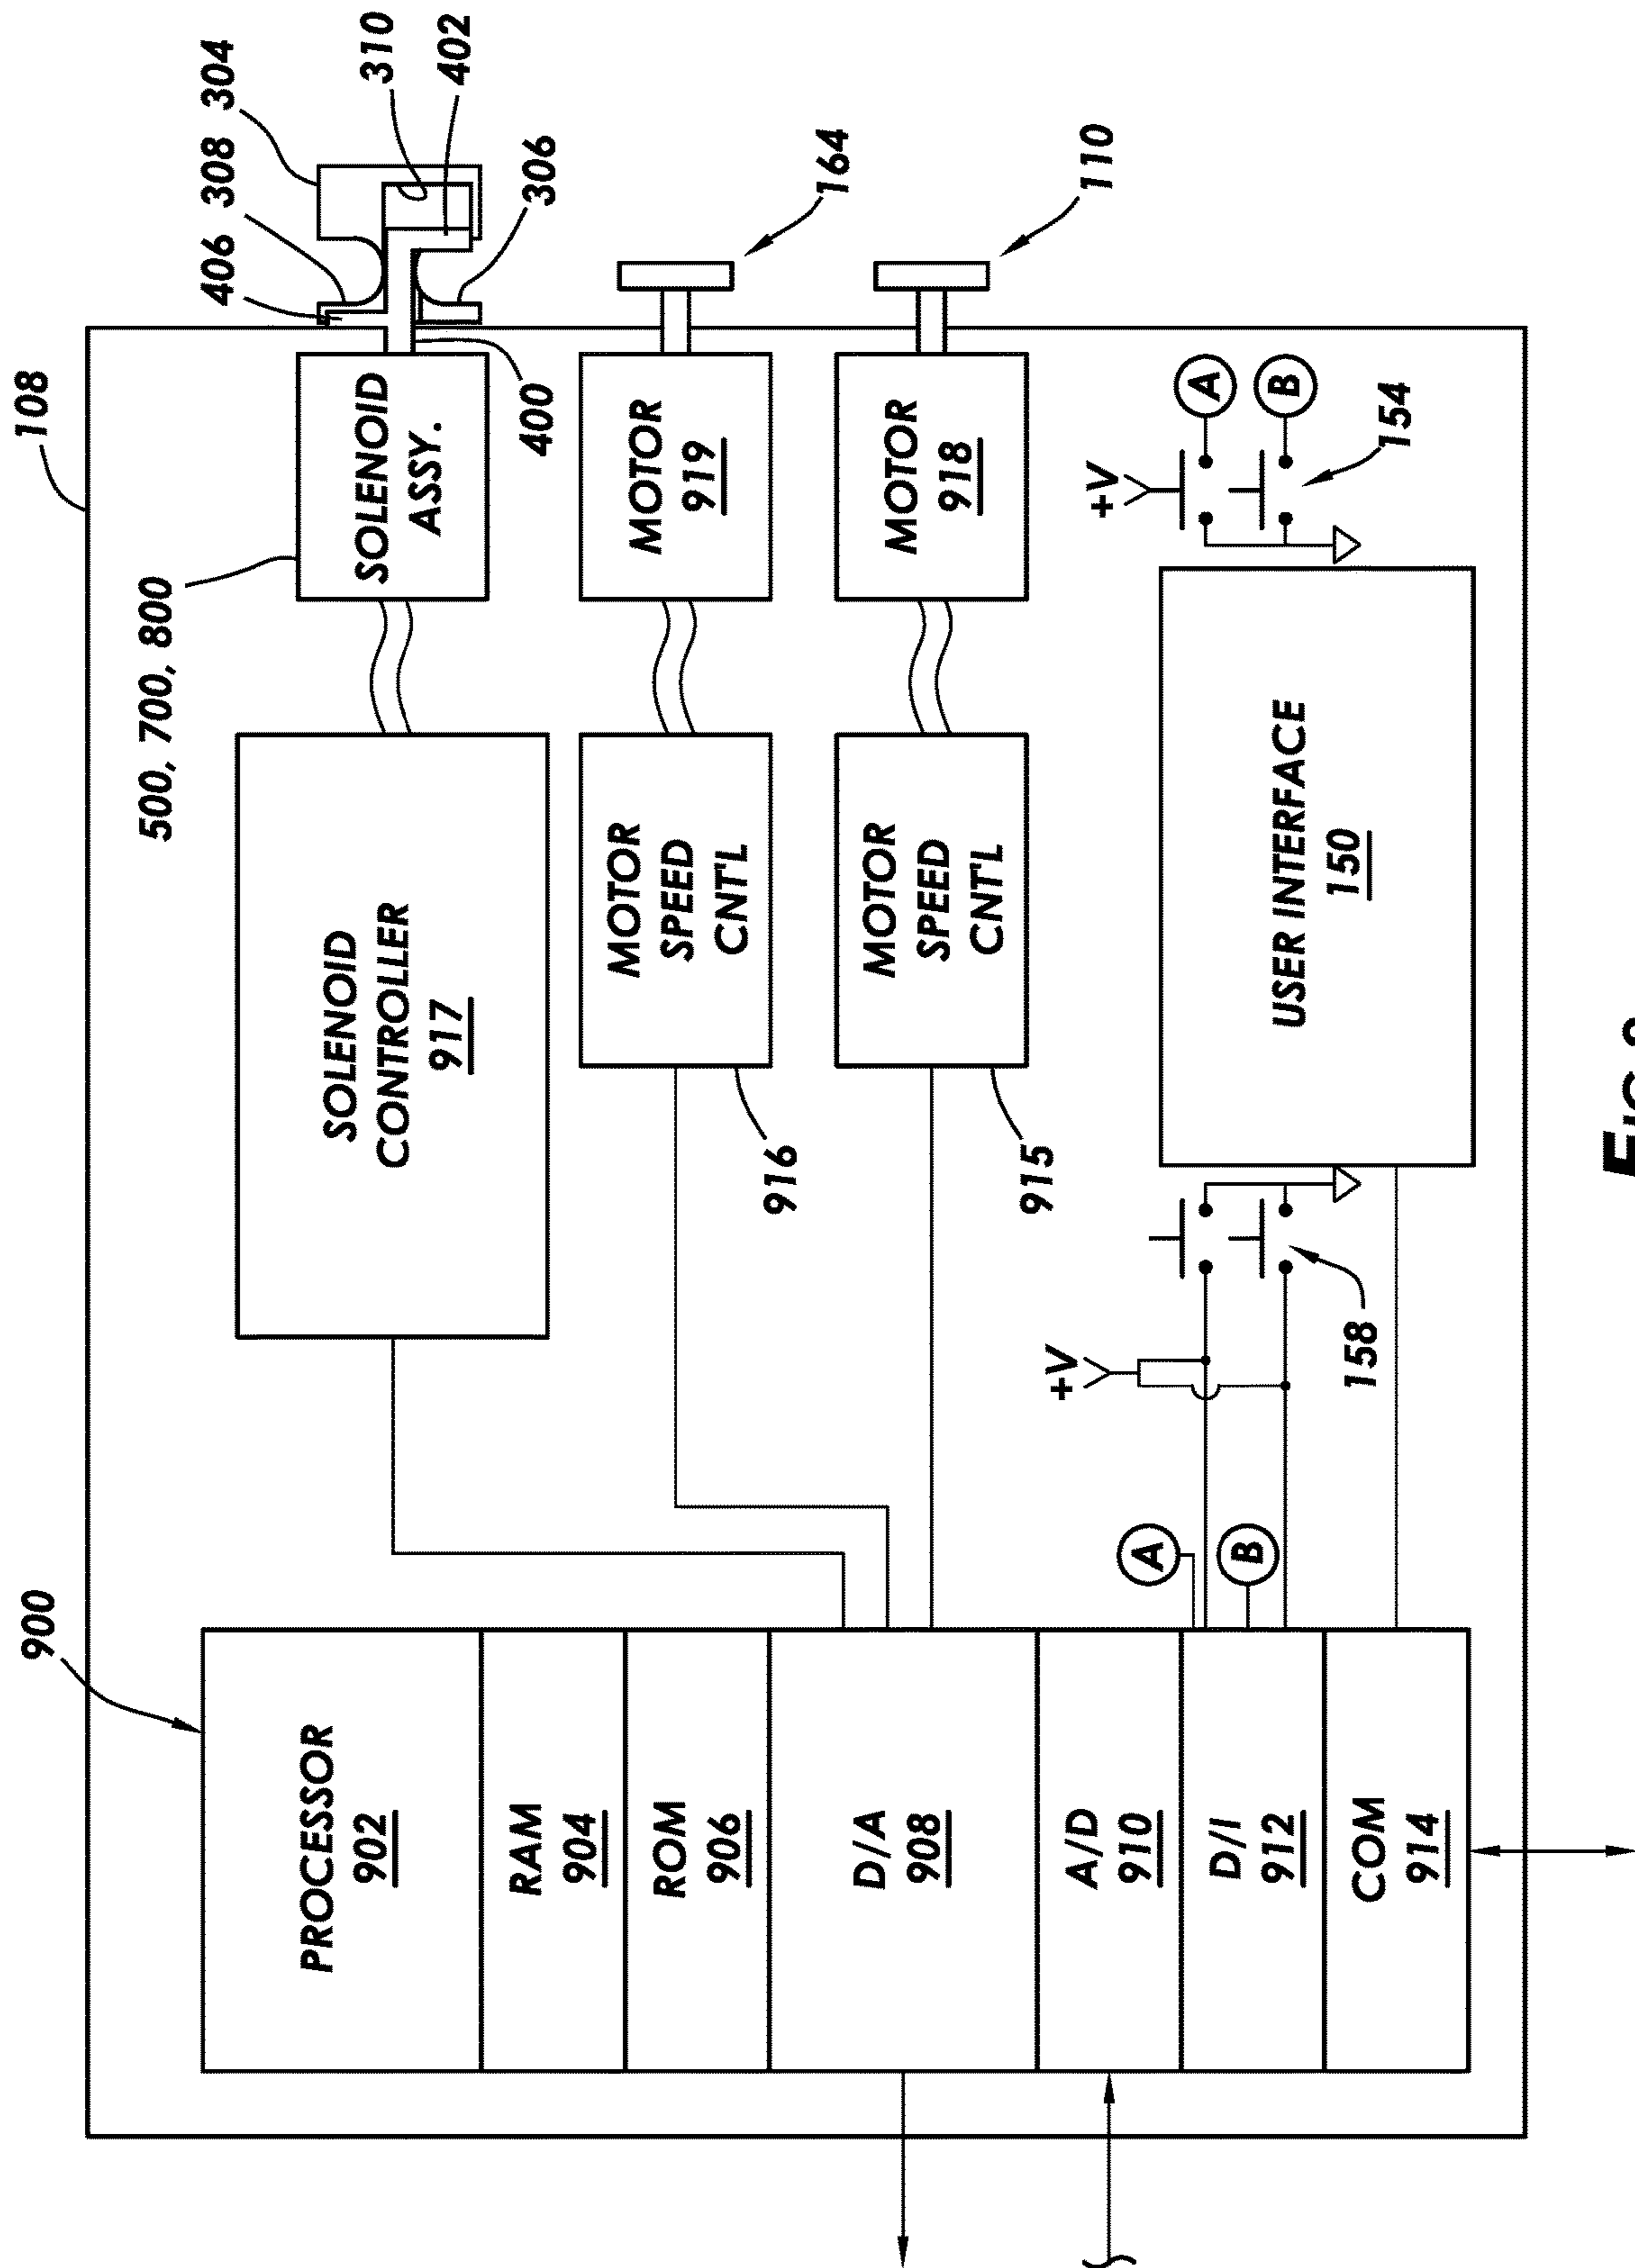 900
108
PROCESSOR
902
RAM
904
ROM
906
D/A
908
A/D
910
D/I
912
COM
914
SOLENOID
CONTROLLER
917
500, 700, 800
SOLENOID
ASSY.
406
308
304
310
402
400
306
MOTOR
SPEED
CNT'L
916
MOTOR
919
164
MOTOR
SPEED
CNT'L
915
MOTOR
918
110
A
B
+V
158
USER INTERFACE
150
+V
A
B
154
FIG.